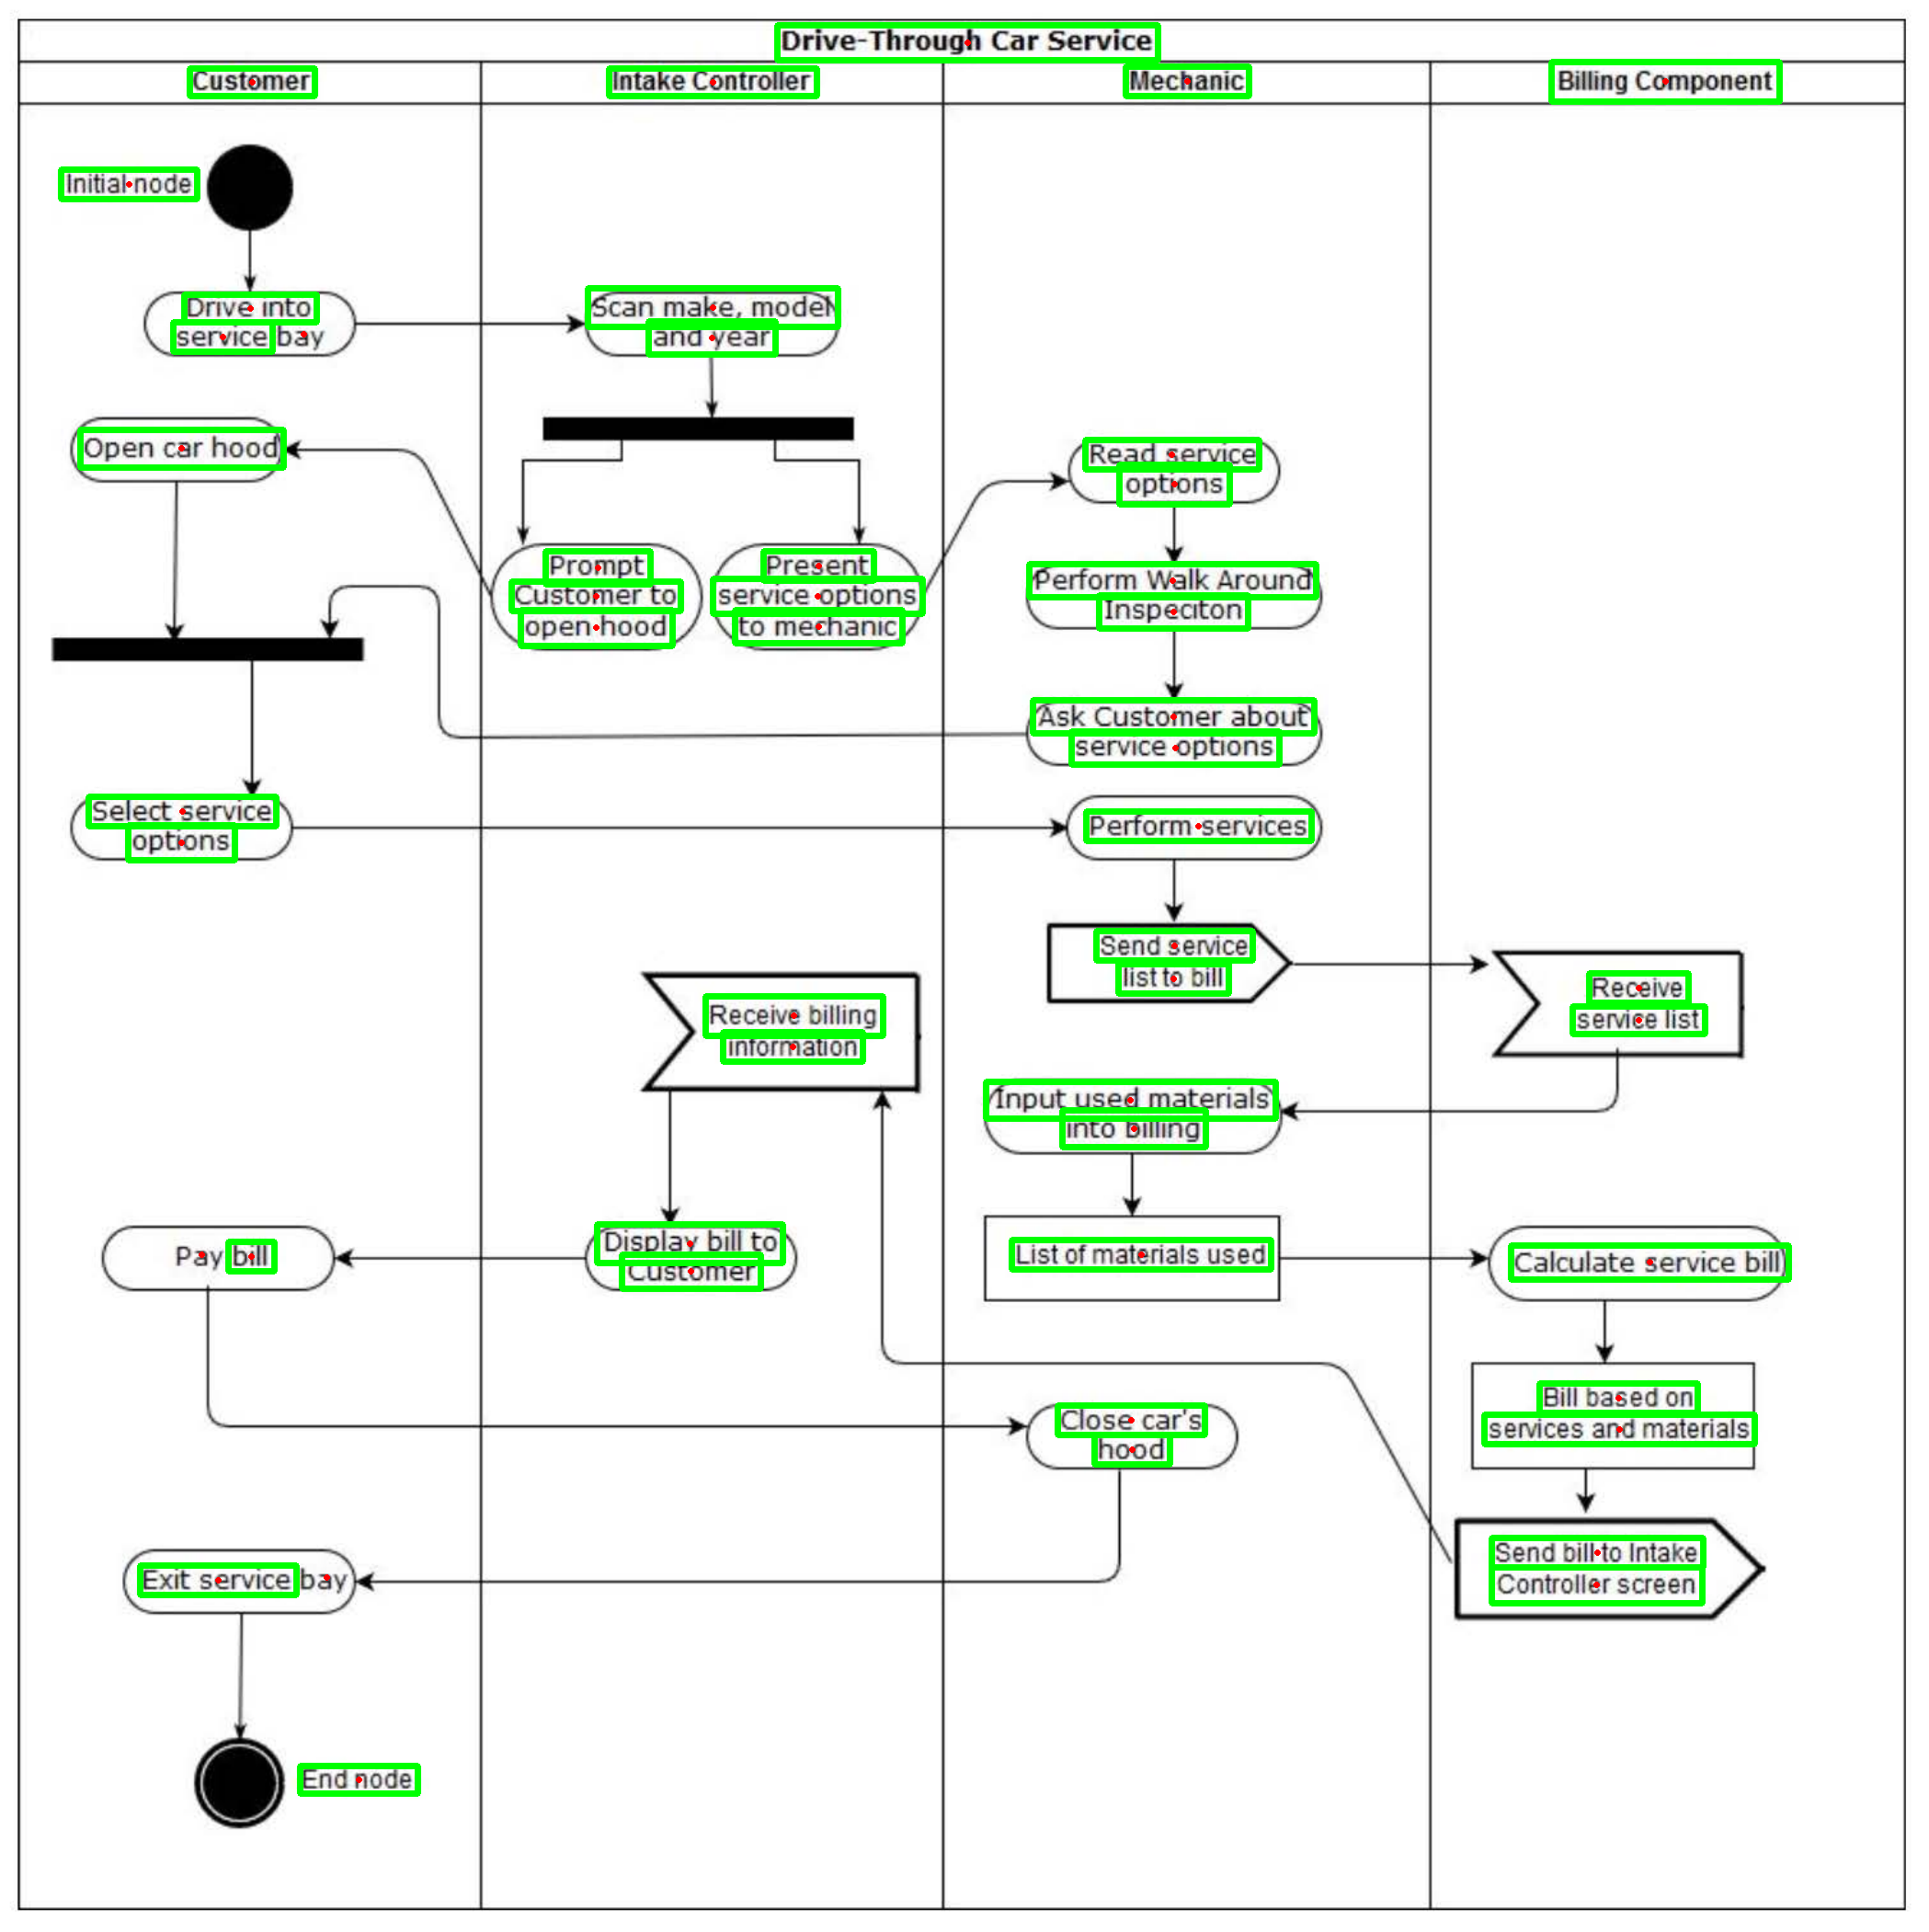 Drive-Through Car Service
Customer
Intake Controller
Mechanic
Billing Component
Initial node
Drive into
service bay
Scan make, model
and year
Open car hood
Read service
options
Prompt
Customer to
open hood
Present
service options
to mechanic
Perform Walk Around
Inspeciton
Ask Customer about
service options
Select service
options
Perform services
Send service
list to bill
Receive
service list
Receive billing
information
Input used materials
into billing
Pay bill
Display bill to
Customer
List of materials used
Calculate service bill
Bill based on
services and materials
Close car's
hood
Send bill to Intake
Controller screen
Exit service bay
End node